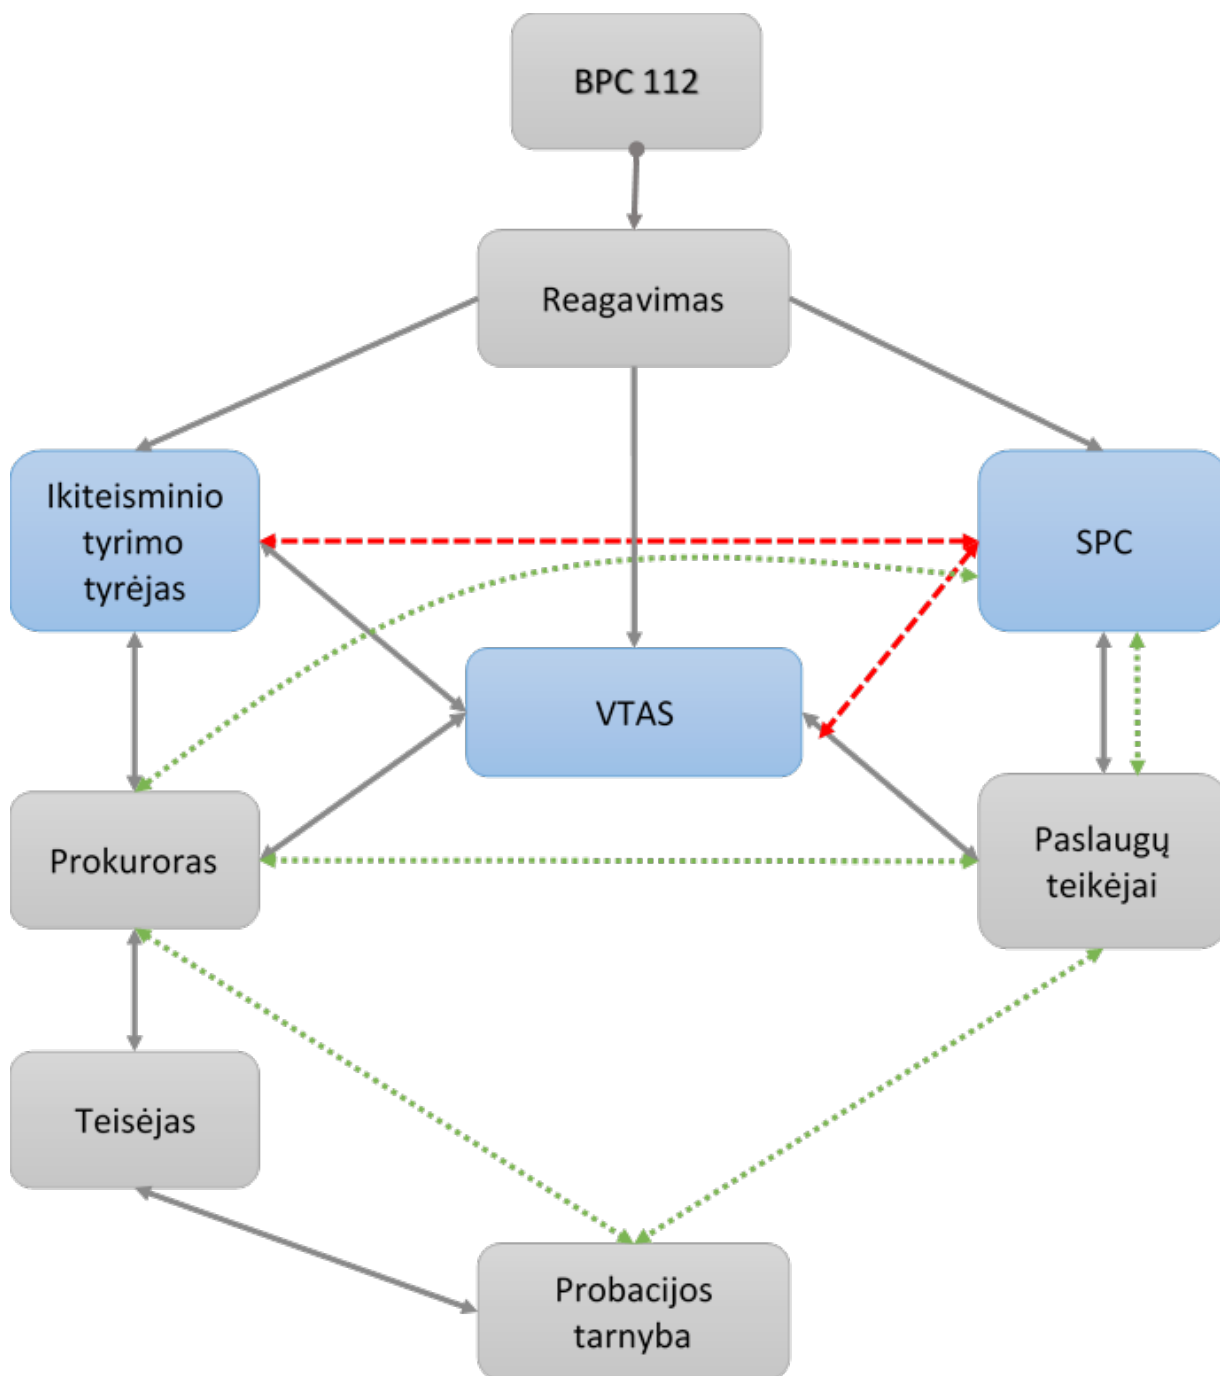 BPC 112
Reagavimas
Ikiteisminio
tyrimo
tyrėjas
SPC
VTAS
Prokuroras
Paslaugų
teikėjai
Teisėjas
Probacijos
tarnyba